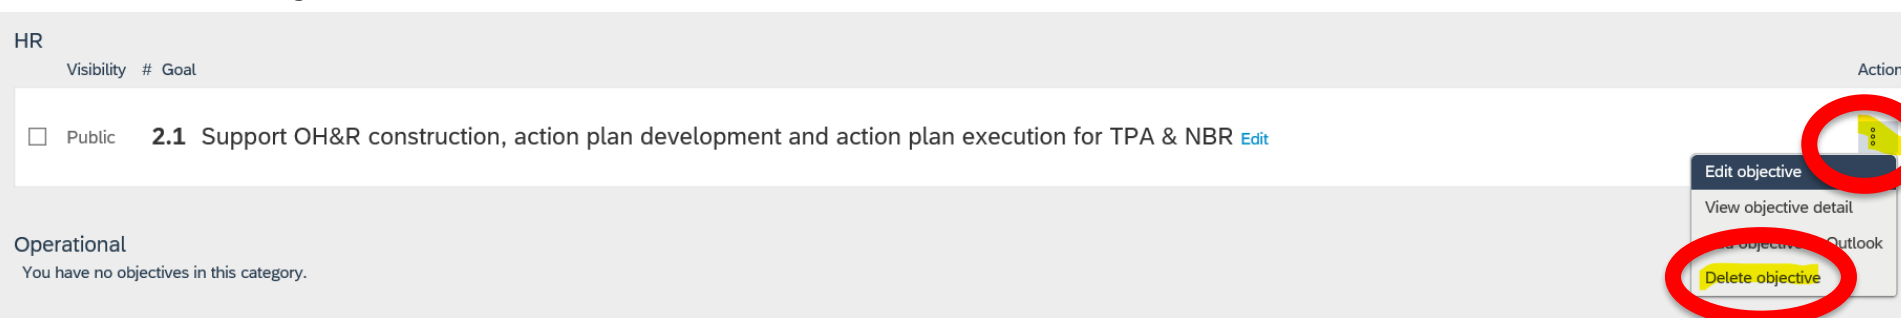 HR
Visibility # Goal Action
Public 2.1 Support OH&R construction, action plan development and action plan execution for TPA & NBR Edit
Edit objective
View objective detail
objective Outlook
Delete objective
Operational
You have no objectives in this category.